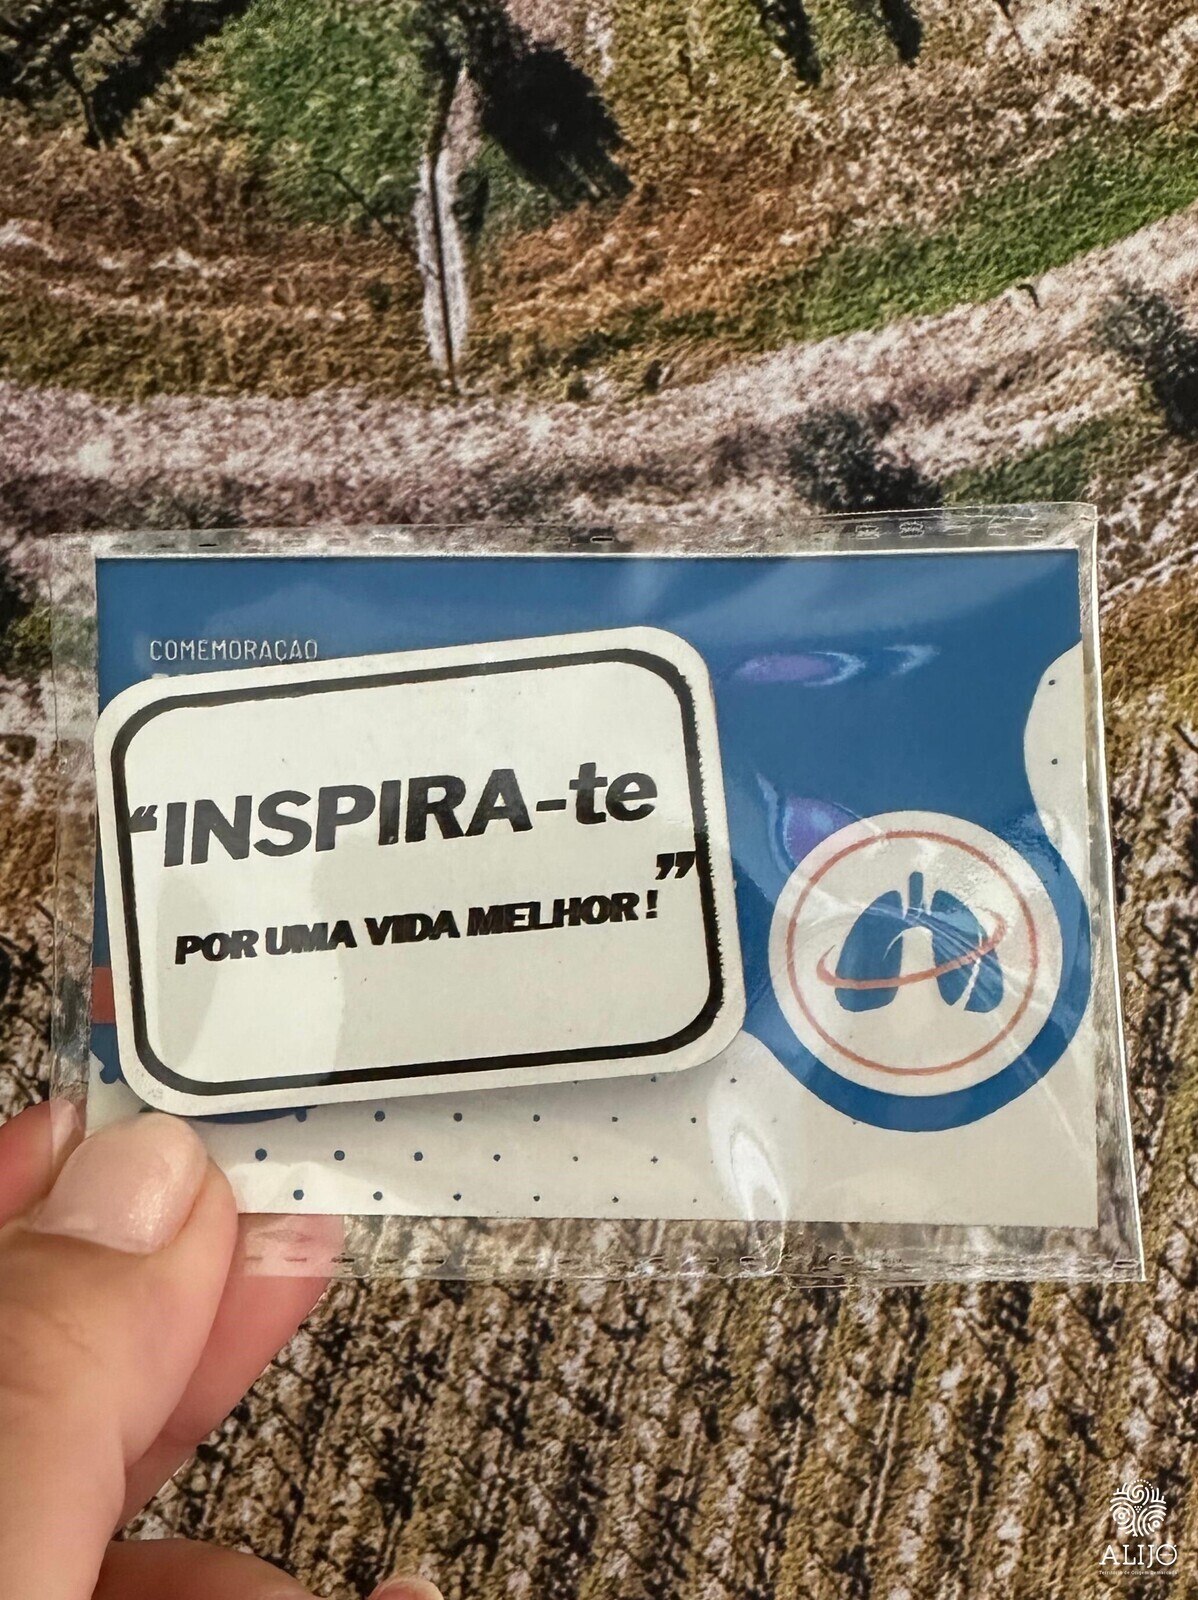 COMEMORAÇÃO
“INSPIRA-te
POR UMA VIDA MELHOR!”
ALIJÓ